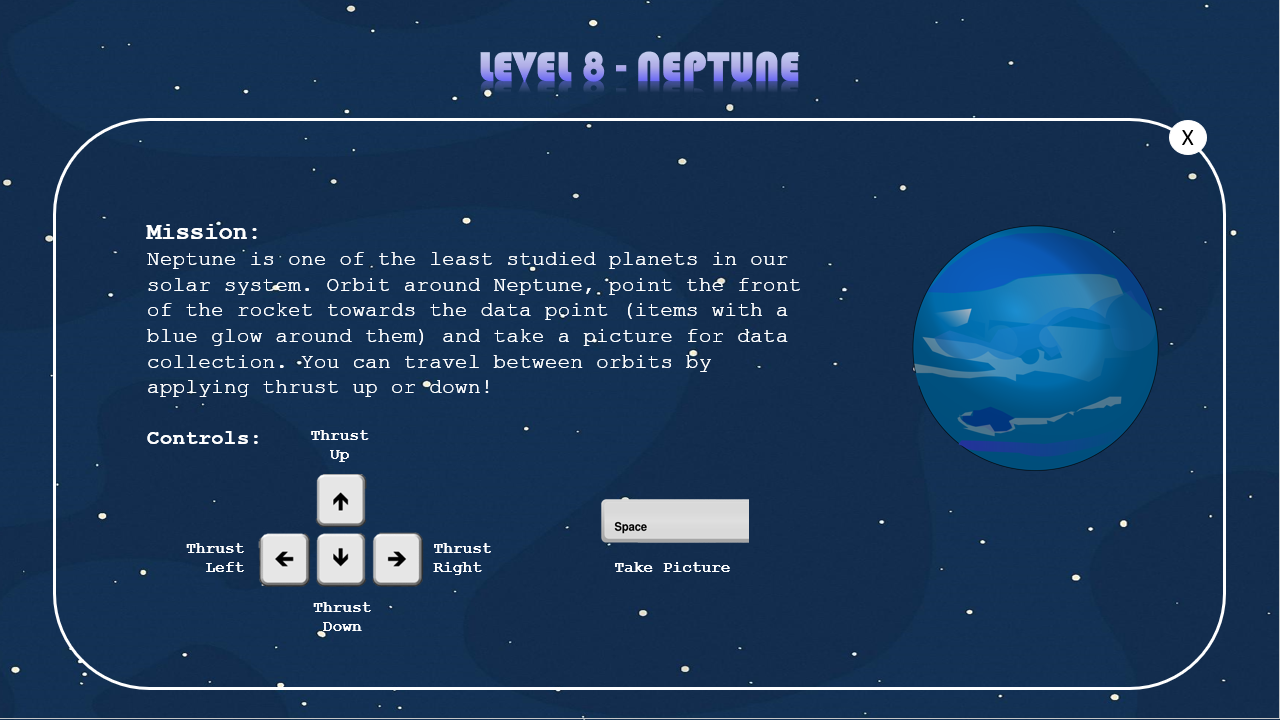 LEVEL 8 - NEPTUNE
X
Mission:
Neptune is one of the least studied planets in our
solar system. Orbit around Neptune, point the front
of the rocket towards the data point (items with a
blue glow around them) and take a picture for data
collection. You can travel between orbits by
applying thrust up or down!
Controls:
Thrust
Up
Thrust
Left
Thrust
Right
Thrust
Down
Space
Take Picture